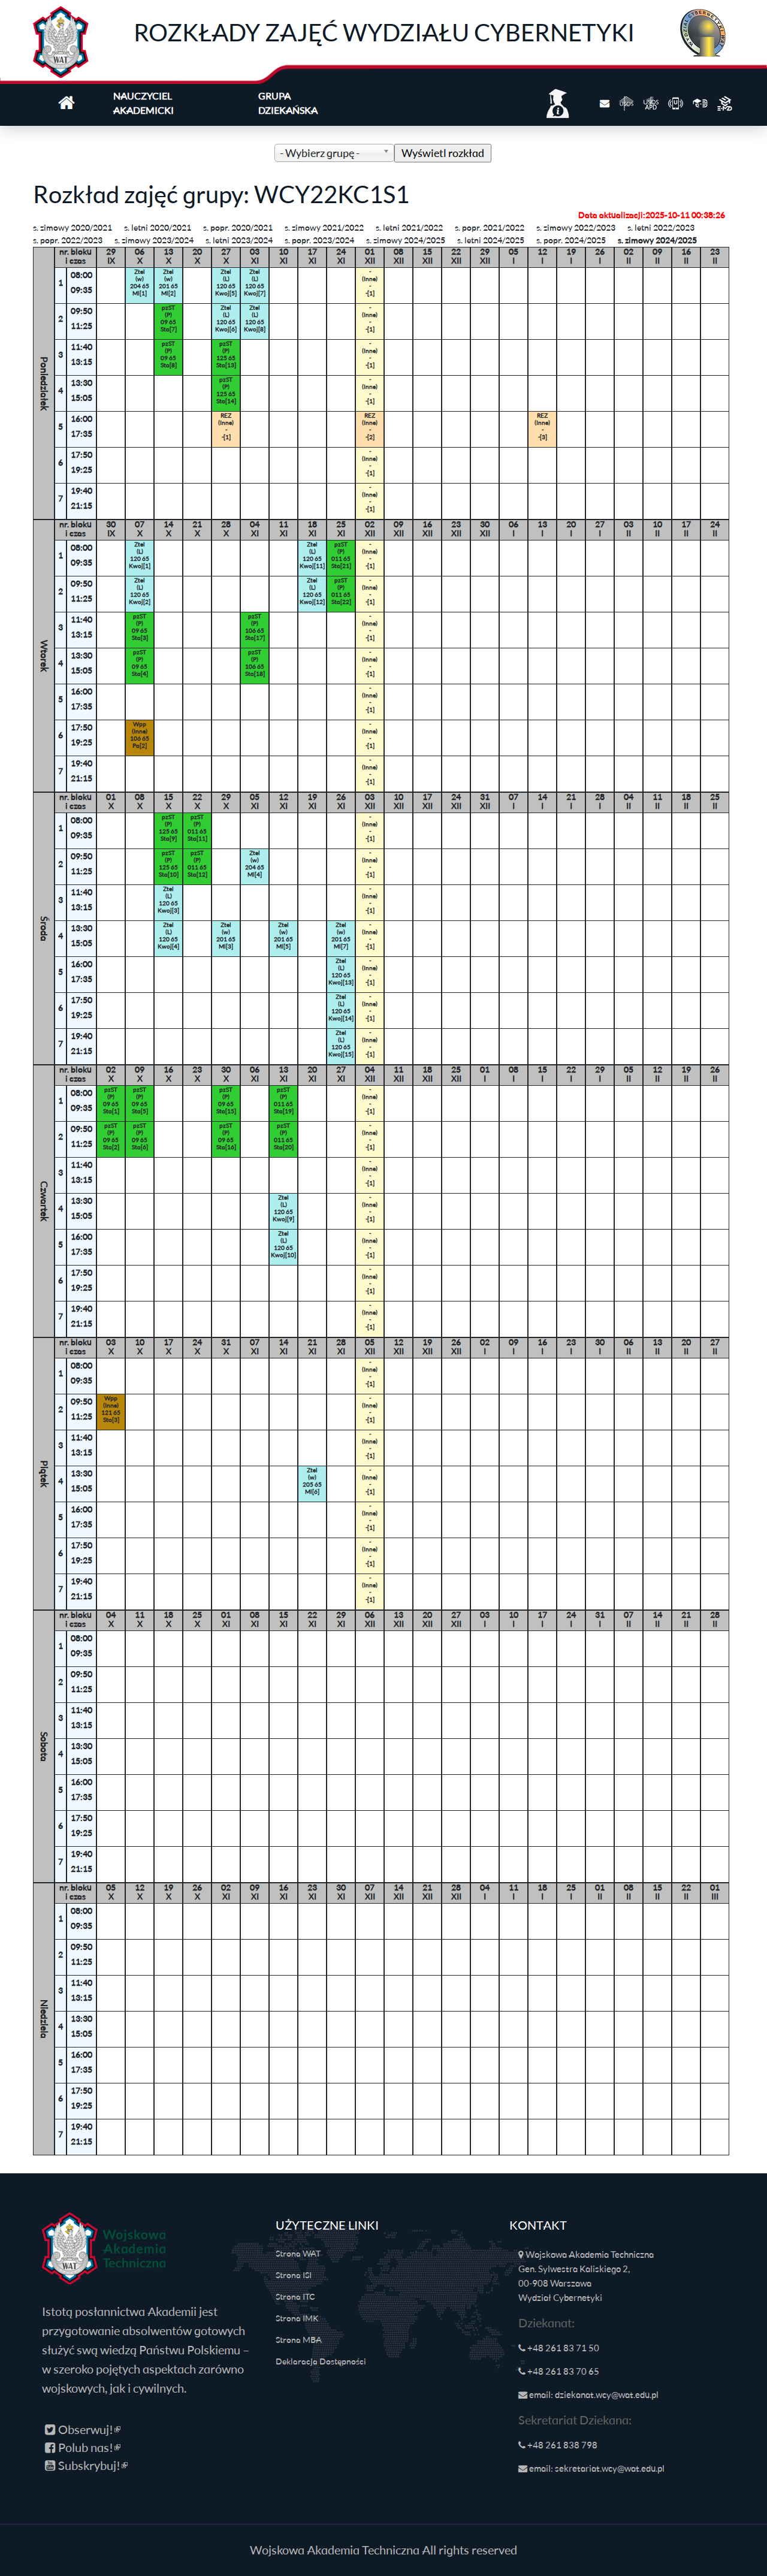 ROZKŁADY ZAJĘĆ WYDZIAŁU CYBERNETYKI
NAUCZYCIEL AKADEMICKI
GRUPA DZIEKAŃSKA
- Wybierz grupę -
Wyświetl rozkład
Rozkład zajęć grupy: WCY22KC1S1
Data aktualizacji:2025-10-11 00:38:26
s. zimowy 2020/2021 s. letni 2020/2021 s. popr. 2020/2021 s. zimowy 2021/2022 s. letni 2021/2022 s. popr. 2021/2022 s. zimowy 2022/2023 s. letni 2022/2023
s. popr. 2022/2023 s. zimowy 2023/2024 s. letni 2023/2024 s. popr. 2023/2024 s. zimowy 2024/2025 s. letni 2024/2025 s. popr. 2024/2025 s. zimowy 2024/2025
Poniedziałek
nr. bloku i czas 29 IX 06 X 13 X 20 X 27 X 03 XI 10 XI 17 XI 24 XI 01 XII 08 XII 15 XII 22 XII 29 XII 05 I 12 I 19 I 26 I 02 II 09 II 16 II 23 II
1 08:00 09:35 Ztel (w) 204 65 Ml[1] Ztel (w) 201 65 Ml[2] Ztel (L) 120 65 Kwoj[5] Ztel (L) 120 65 Kwoj[7] - (Inne) - -[1]
2 09:50 11:25 pzST (P) 09 65 Sta[7] Ztel (L) 120 65 Kwoj[6] Ztel (L) 120 65 Kwoj[8] - (Inne) - -[1]
3 11:40 13:15 pzST (P) 09 65 Sta[8] pzST (P) 125 65 Sta[13] - (Inne) - -[1]
4 13:30 15:05 pzST (P) 125 65 Sta[14] - (Inne) - -[1]
5 16:00 17:35 REZ (Inne) - -[1] REZ (Inne) - -[2] REZ (Inne) - -[3]
6 17:50 19:25 - (Inne) - -[1]
7 19:40 21:15 - (Inne) - -[1]
Wtorek
nr. bloku i czas 30 IX 07 X 14 X 21 X 28 X 04 XI 11 XI 18 XI 25 XI 02 XII 09 XII 16 XII 23 XII 30 XII 06 I 13 I 20 I 27 I 03 II 10 II 17 II 24 II
1 08:00 09:35 Ztel (L) 120 65 Kwoj[1] Ztel (L) 120 65 Kwoj[11] pzST (P) 011 65 Sta[21] - (Inne) - -[1]
2 09:50 11:25 Ztel (L) 120 65 Kwoj[2] Ztel (L) 120 65 Kwoj[12] pzST (P) 011 65 Sta[22] - (Inne) - -[1]
3 11:40 13:15 pzST (P) 09 65 Sta[3] pzST (P) 106 65 Sta[17] - (Inne) - -[1]
4 13:30 15:05 pzST (P) 09 65 Sta[4] pzST (P) 106 65 Sta[18] - (Inne) - -[1]
5 16:00 17:35 - (Inne) - -[1]
6 17:50 19:25 Wpp (Inne) 106 65 Pa[2] - (Inne) - -[1]
7 19:40 21:15 - (Inne) - -[1]
Środa
nr. bloku i czas 01 X 08 X 15 X 22 X 29 X 05 XI 12 XI 19 XI 26 XI 03 XII 10 XII 17 XII 24 XII 31 XII 07 I 14 I 21 I 28 I 04 II 11 II 18 II 25 II
1 08:00 09:35 pzST (P) 125 65 Sta[9] pzST (P) 011 65 Sta[11] - (Inne) - -[1]
2 09:50 11:25 pzST (P) 125 65 Sta[10] pzST (P) 011 65 Sta[12] Ztel (w) 204 65 Ml[4] - (Inne) - -[1]
3 11:40 13:15 Ztel (L) 120 65 Kwoj[3] - (Inne) - -[1]
4 13:30 15:05 Ztel (L) 120 65 Kwoj[4] Ztel (w) 201 65 Ml[3] Ztel (w) 201 65 Ml[5] Ztel (w) 201 65 Ml[7] - (Inne) - -[1]
5 16:00 17:35 Ztel (L) 120 65 Kwoj[13] - (Inne) - -[1]
6 17:50 19:25 Ztel (L) 120 65 Kwoj[14] - (Inne) - -[1]
7 19:40 21:15 Ztel (L) 120 65 Kwoj[15] - (Inne) - -[1]
Czwartek
nr. bloku i czas 02 X 09 X 16 X 23 X 30 X 06 XI 13 XI 20 XI 27 XI 04 XII 11 XII 18 XII 25 XII 01 I 08 I 15 I 22 I 29 I 05 II 12 II 19 II 26 II
1 08:00 09:35 pzST (P) 09 65 Sta[1] pzST (P) 09 65 Sta[5] pzST (P) 09 65 Sta[15] pzST (P) 011 65 Sta[19] - (Inne) - -[1]
2 09:50 11:25 pzST (P) 09 65 Sta[2] pzST (P) 09 65 Sta[6] pzST (P) 09 65 Sta[16] pzST (P) 011 65 Sta[20] - (Inne) - -[1]
3 11:40 13:15 - (Inne) - -[1]
4 13:30 15:05 Ztel (L) 120 65 Kwoj[9] - (Inne) - -[1]
5 16:00 17:35 Ztel (L) 120 65 Kwoj[10] - (Inne) - -[1]
6 17:50 19:25 - (Inne) - -[1]
7 19:40 21:15 - (Inne) - -[1]
Piątek
nr. bloku i czas 03 X 10 X 17 X 24 X 31 X 07 XI 14 XI 21 XI 28 XI 05 XII 12 XII 19 XII 26 XII 02 I 09 I 16 I 23 I 30 I 06 II 13 II 20 II 27 II
1 08:00 09:35 - (Inne) - -[1]
2 09:50 11:25 Wpp (Inne) 121 65 Sta[3] - (Inne) - -[1]
3 11:40 13:15 - (Inne) - -[1]
4 13:30 15:05 Ztel (w) 205 65 Ml[6] - (Inne) - -[1]
5 16:00 17:35 - (Inne) - -[1]
6 17:50 19:25 - (Inne) - -[1]
7 19:40 21:15 - (Inne) - -[1]
Sobota
nr. bloku i czas 04 X 11 X 18 X 25 X 01 XI 08 XI 15 XI 22 XI 29 XI 06 XII 13 XII 20 XII 27 XII 03 I 10 I 17 I 24 I 31 I 07 II 14 II 21 II 28 II
1 08:00 09:35
2 09:50 11:25
3 11:40 13:15
4 13:30 15:05
5 16:00 17:35
6 17:50 19:25
7 19:40 21:15
Niedziela
nr. bloku i czas 05 X 12 X 19 X 26 X 02 XI 09 XI 16 XI 23 XI 30 XI 07 XII 14 XII 21 XII 28 XII 04 I 11 I 18 I 25 I 01 II 08 II 15 II 22 II 01 III
1 08:00 09:35
2 09:50 11:25
3 11:40 13:15
4 13:30 15:05
5 16:00 17:35
6 17:50 19:25
7 19:40 21:15
WAT
Wojskowa
Akademia
Techniczna
Istotą posłannictwa Akademii jest
przygotowanie absolwentów gotowych
służyć swą wiedzą Państwu Polskiemu –
w szeroko pojętych aspektach zarówno
wojskowych, jak i cywilnych.
Obserwuj!
Polub nas!
Subskrybuj!
UŻYTECZNE LINKI
Strona WAT
Strona ISI
Strona ITC
Strona IMK
Strona MBA
Deklaracja Dostępności
KONTAKT
Wojskowa Akademia Techniczna
Gen. Sylwestra Kaliskiego 2,
00-908 Warszawa
Wydział Cybernetyki
Dziekanat:
+48 261 83 71 50
+48 261 83 70 65
email: dziekanat.wcy@wat.edu.pl
Sekretariat Dziekana:
+48 261 838 798
email: sekretariat.wcy@wat.edu.pl
Wojskowa Akademia Techniczna All rights reserved